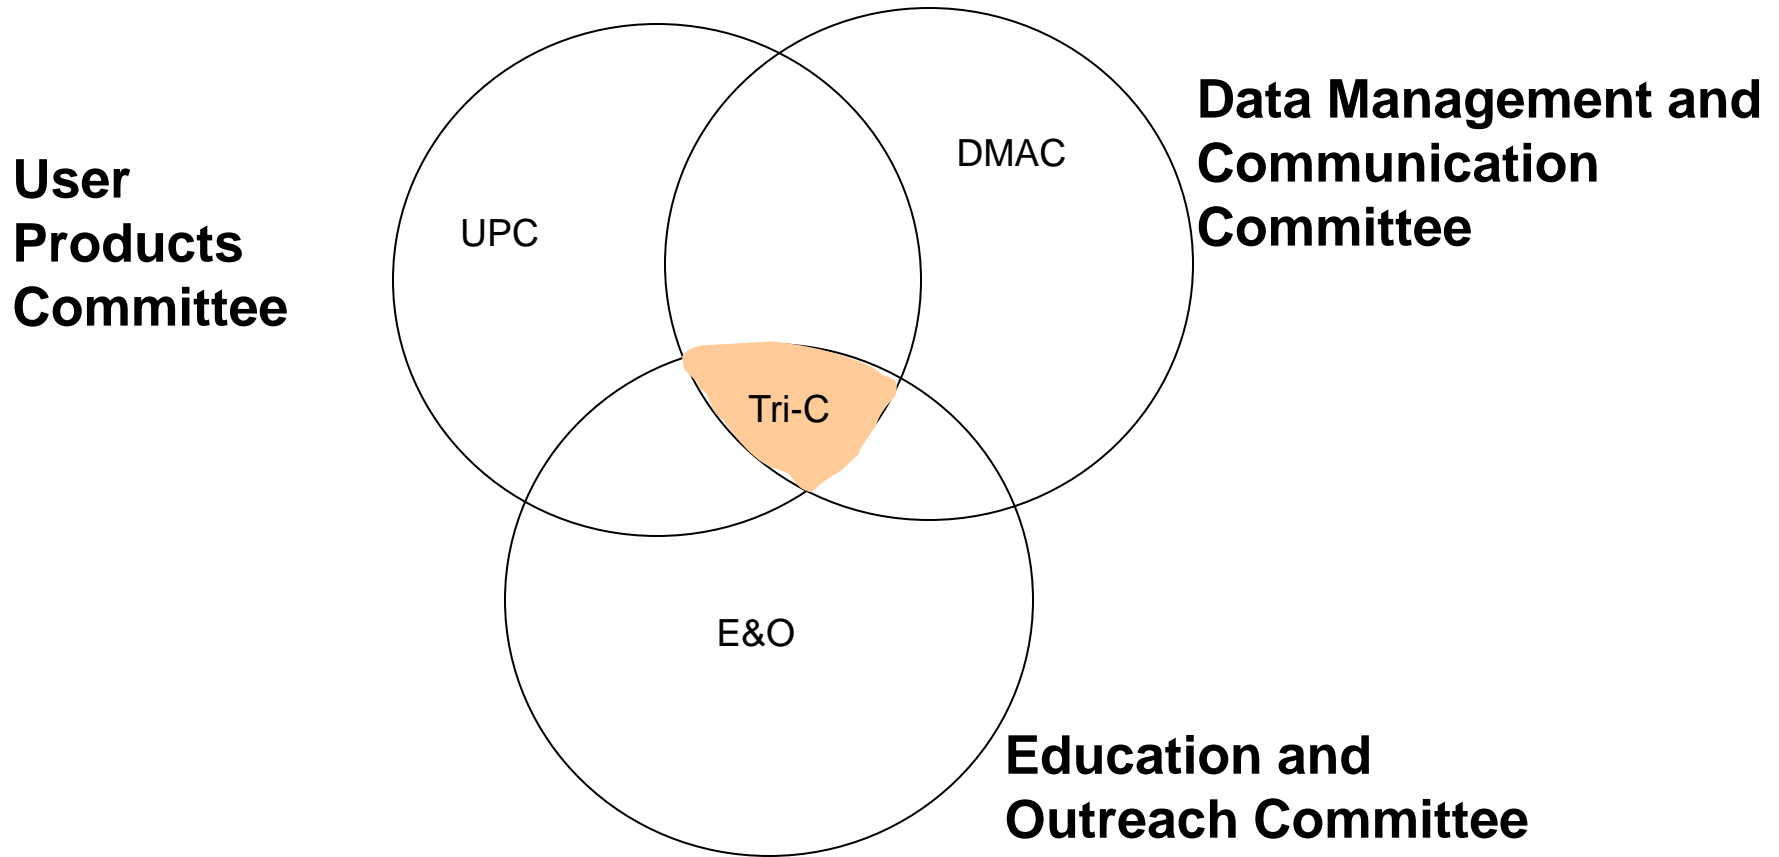 User
Products
Committee
UPC
DMAC
Data Management and
Communication
Committee
Tri-C
E&O
Education and
Outreach Committee